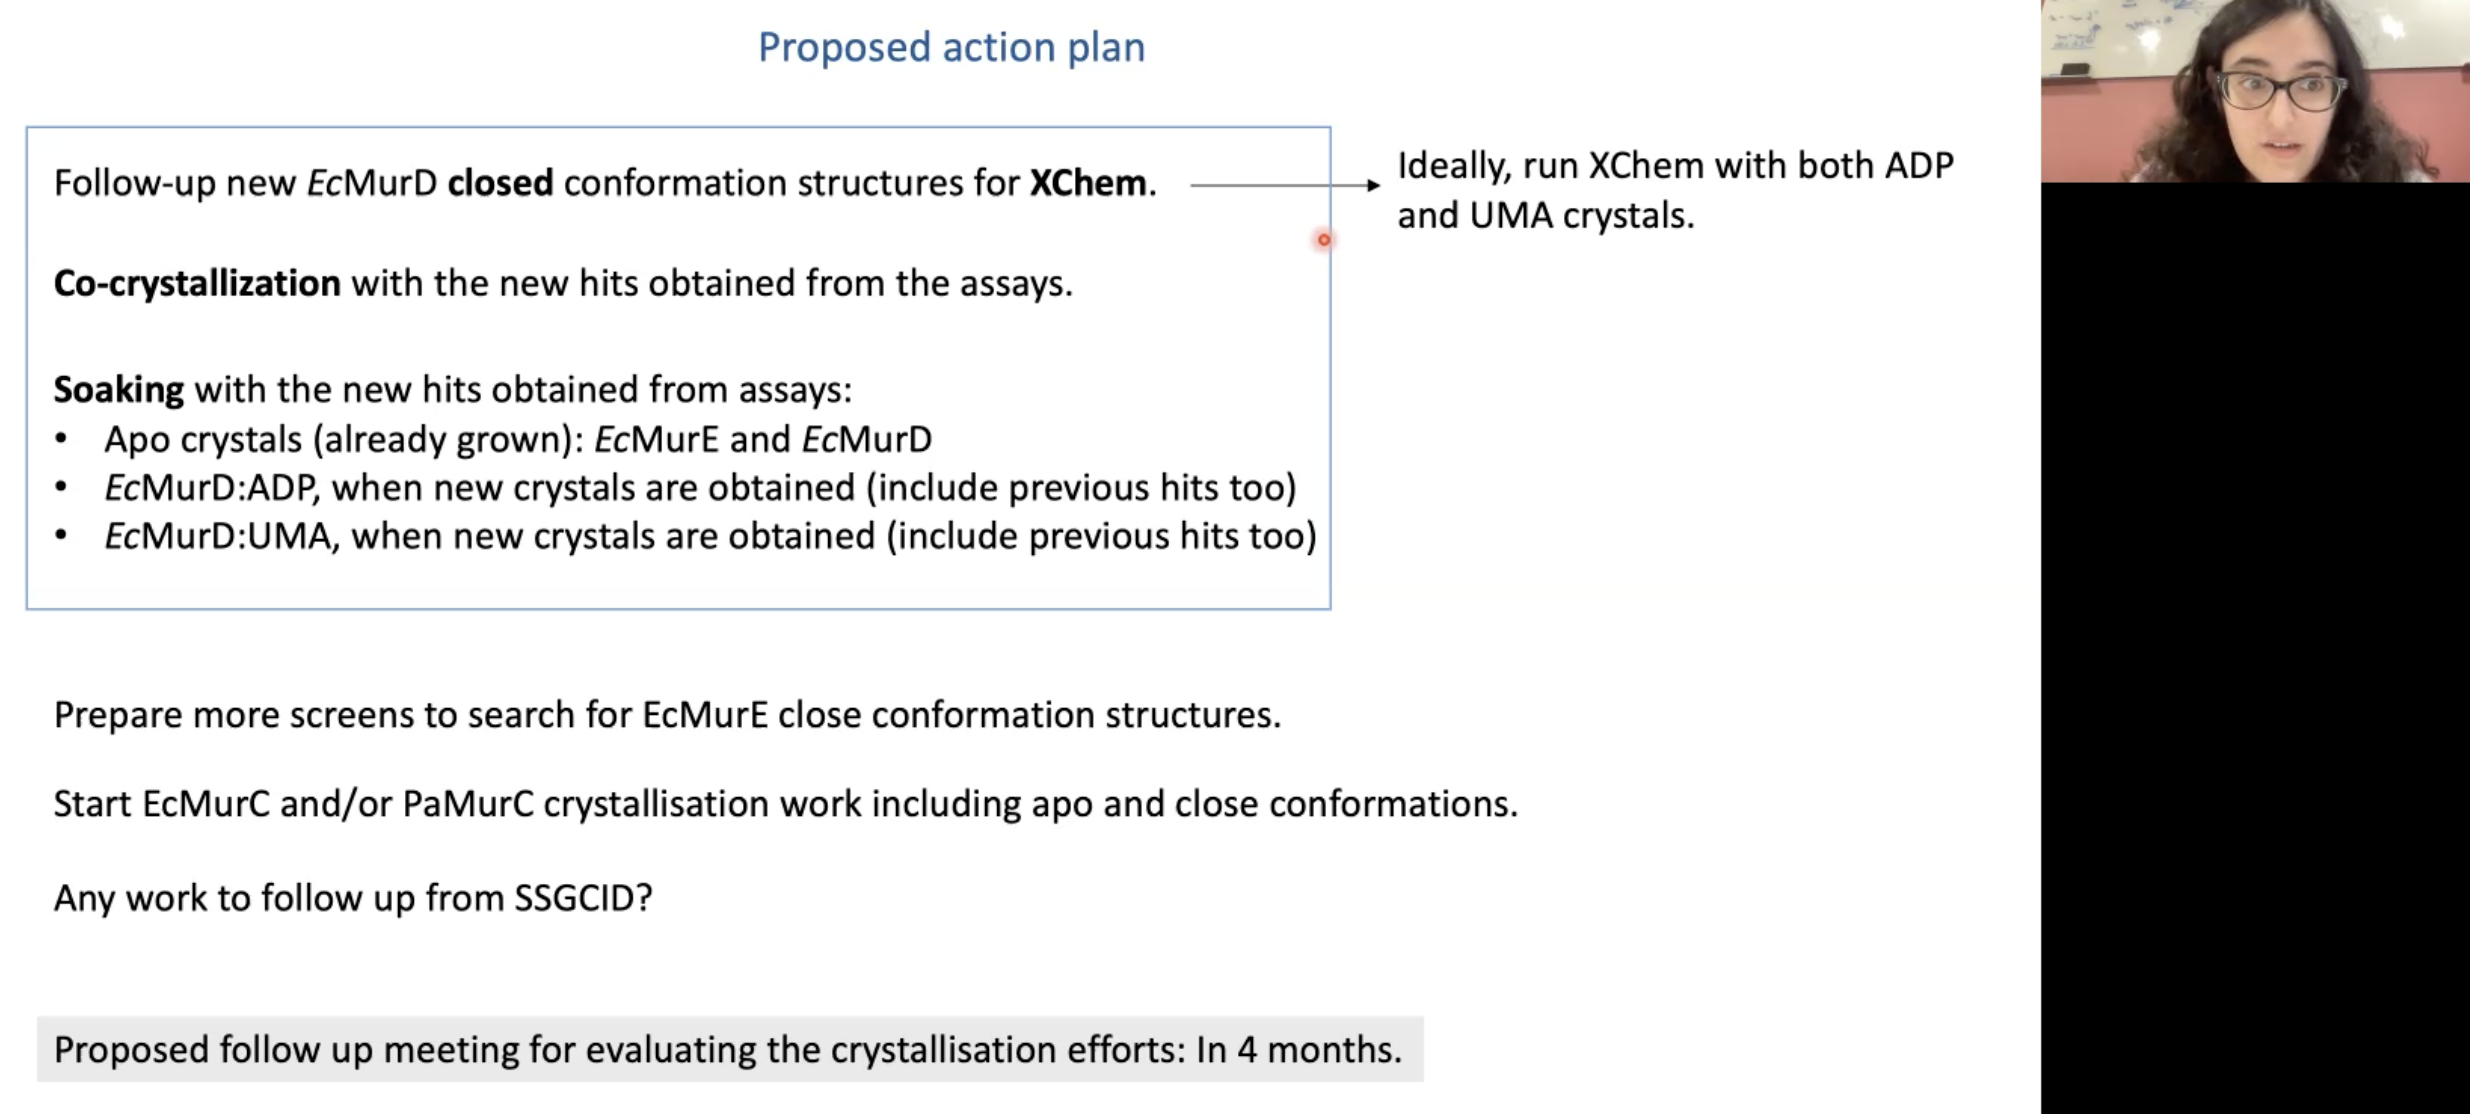 Proposed action plan
Follow-up new EcMurD closed conformation structures for XChem.
Ideally, run XChem with both ADP
and UMA crystals.
Co-crystallization with the new hits obtained from the assays.
Soaking with the new hits obtained from assays:
• Apo crystals (already grown): EcMurE and EcMurD
• EcMurD:ADP, when new crystals are obtained (include previous hits too)
• EcMurD:UMA, when new crystals are obtained (include previous hits too)
Prepare more screens to search for EcMurE close conformation structures.
Start EcMurC and/or PaMurC crystallisation work including apo and close conformations.
Any work to follow up from SSGCID?
Proposed follow up meeting for evaluating the crystallisation efforts: In 4 months.